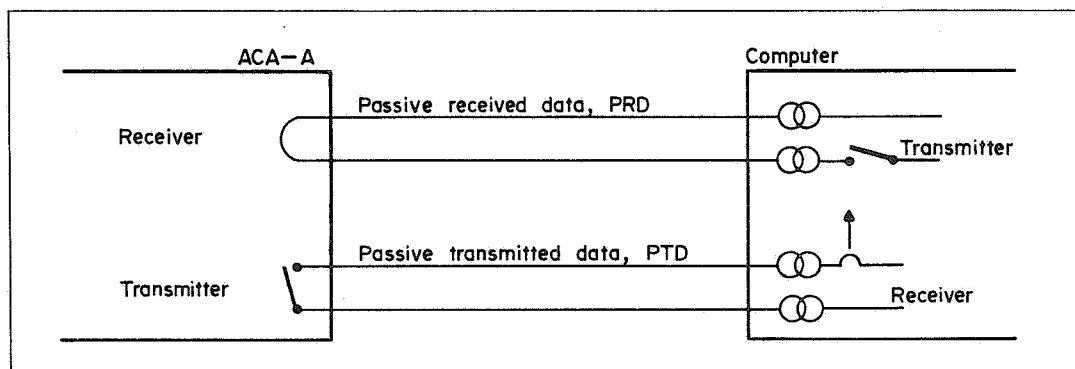 ACA-A
Computer
Passive received data, PRD
Receiver
Transmitter
Passive transmitted data, PTD
Transmitter
Receiver